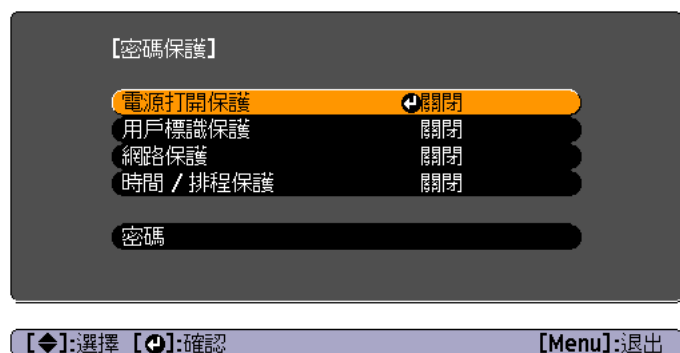 [密碼保護]
電源打開保護 關閉
用戶標識保護 關閉
網路保護 關閉
時間 / 排程保護 關閉
密碼
[◆]:選擇 [↵]:確認 [Menu]:退出